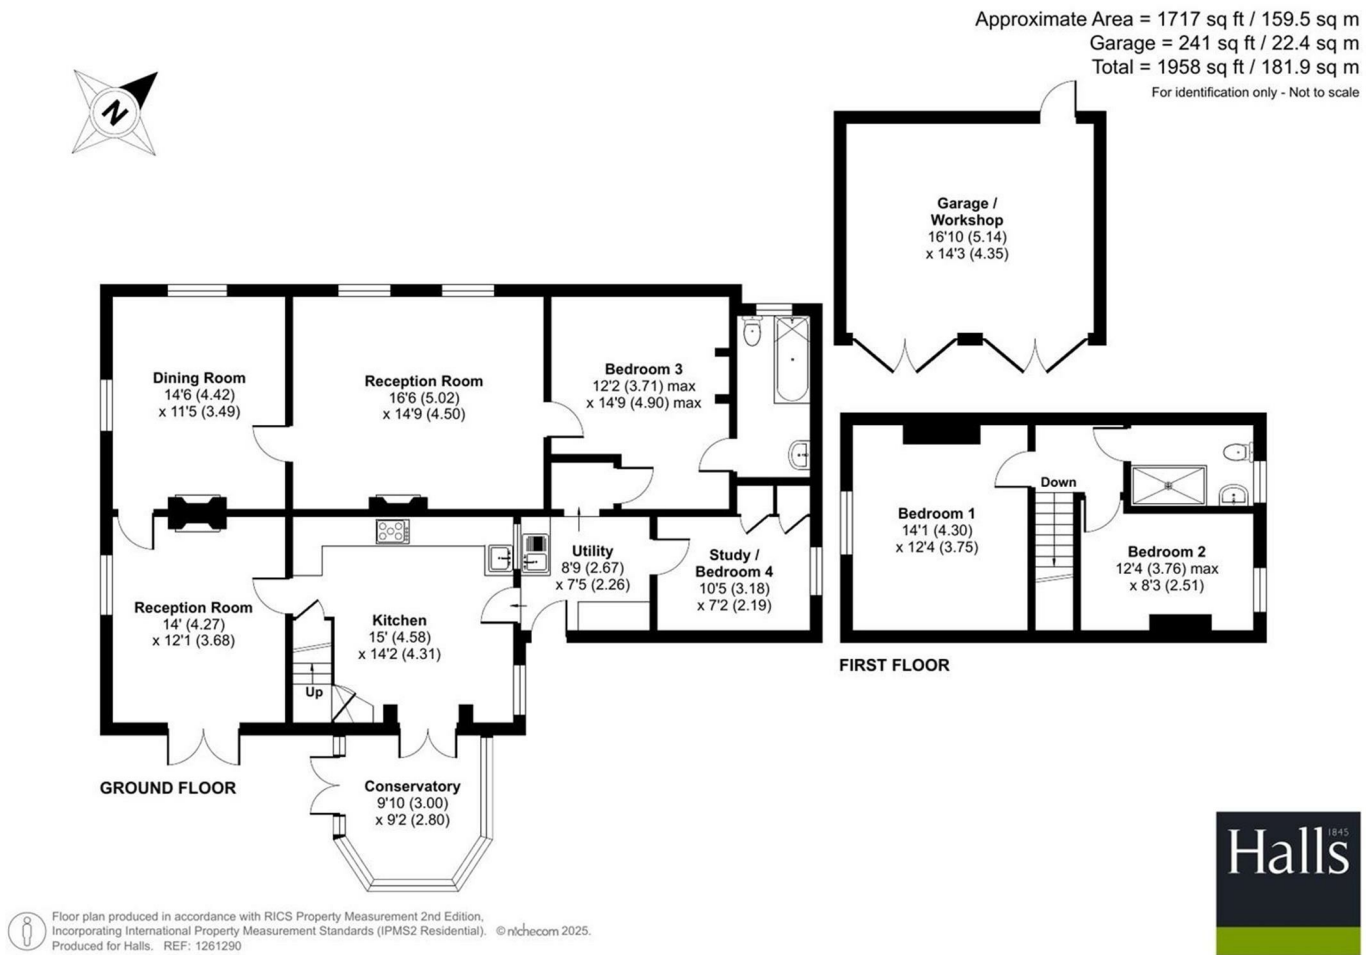 Approximate Area = 1717 sq ft / 159.5 sq m
Garage = 241 sq ft / 22.4 sq m
Total = 1958 sq ft / 181.9 sq m
For identification only - Not to scale
N
Garage /
Workshop
16'10 (5.14)
x 14'3 (4.35)
Dining Room
14'6 (4.42)
x 11'5 (3.49)
Reception Room
16'6 (5.02)
x 14'9 (4.50)
Bedroom 3
12'2 (3.71) max
x 14'9 (4.90) max
Reception Room
14' (4.27)
x 12'1 (3.68)
Up
Kitchen
15' (4.58)
x 14'2 (4.31)
Utility
8'9 (2.67)
x 7'5 (2.26)
Study /
Bedroom 4
10'5 (3.18)
x 7'2 (2.19)
Conservatory
9'10 (3.00)
x 9'2 (2.80)
GROUND FLOOR
Bedroom 1
14'1 (4.30)
x 12'4 (3.75)
Down
Bedroom 2
12'4 (3.76) max
x 8'3 (2.51)
FIRST FLOOR
Halls
1845
Floor plan produced in accordance with RICS Property Measurement 2nd Edition,
Incorporating International Property Measurement Standards (IPMS2 Residential). © nichecom 2025.
Produced for Halls. REF: 1261290